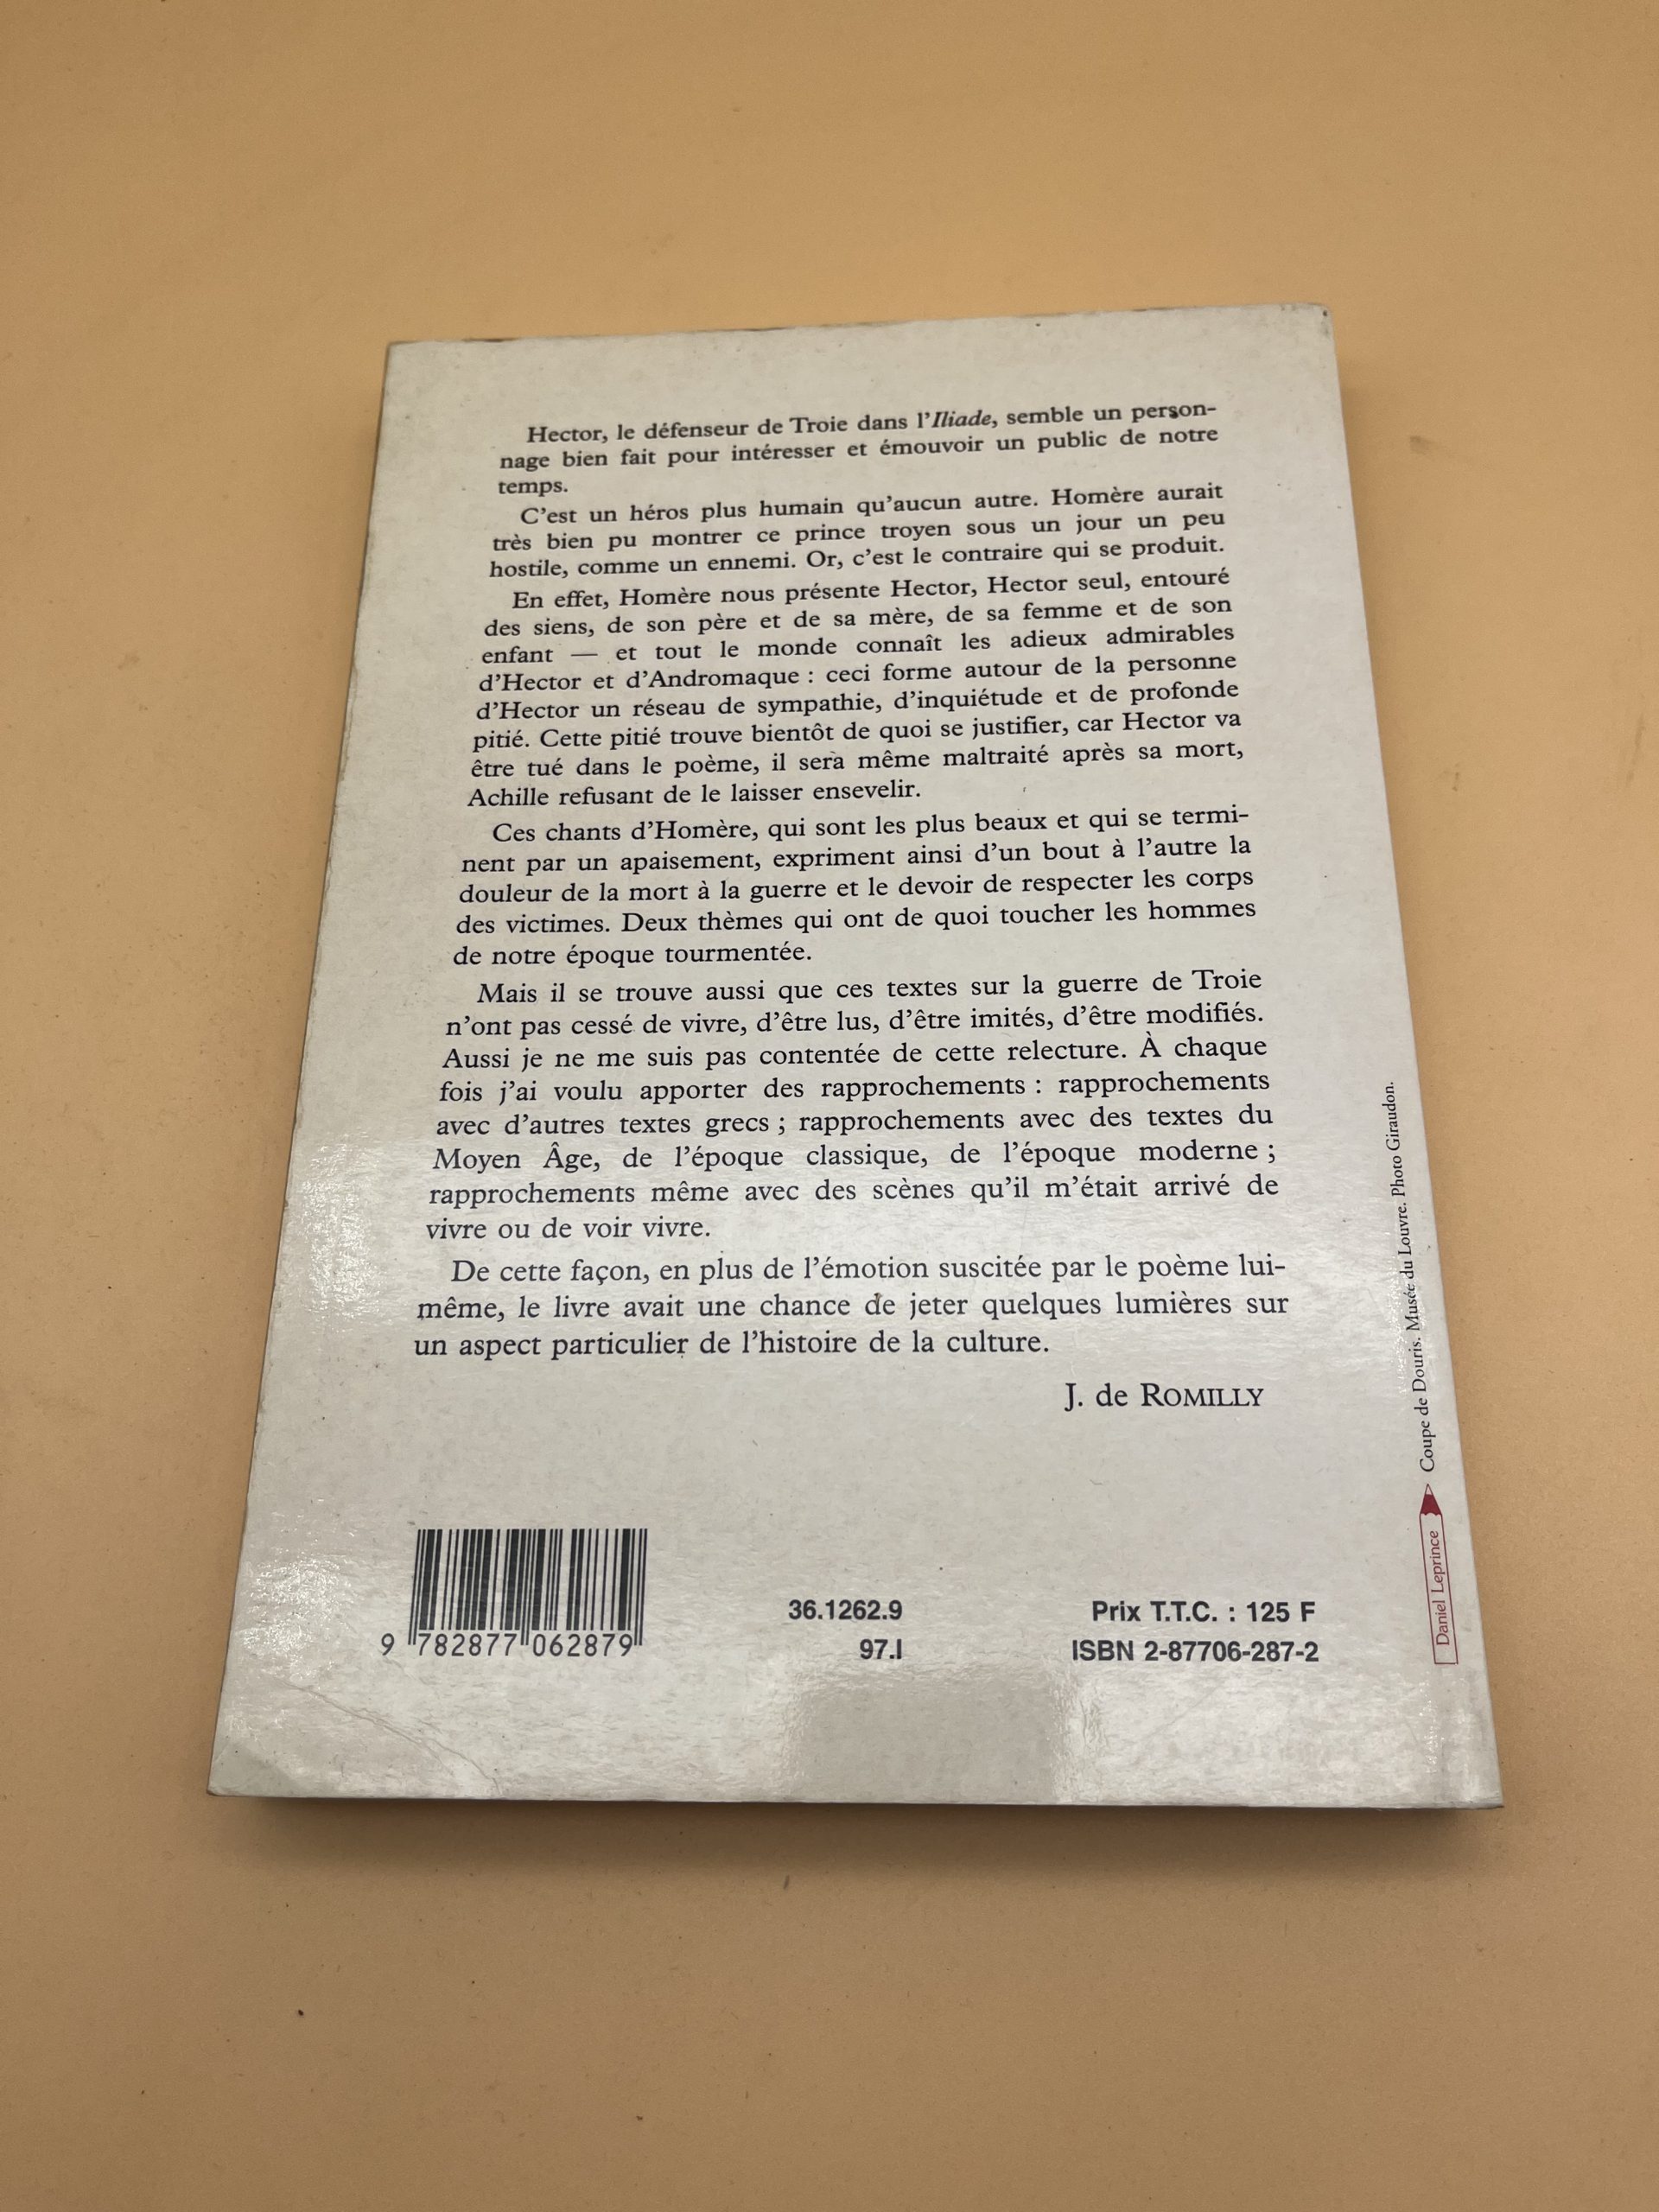 Hector, le défenseur de Troie dans l'Iliade, semble un person-
nage bien fait pour intéresser et émouvoir un public de notre
temps.
C'est un héros plus humain qu'aucun autre. Homère aurait
très bien pu montrer ce prince troyen sous un jour un peu
hostile, comme un ennemi. Or, c'est le contraire qui se produit.
En effet, Homère nous présente Hector, Hector seul, entouré
des siens, de son père et de sa mère, de sa femme et de son
enfant — et tout le monde connaît les adieux admirables
d'Hector et d'Andromaque : ceci forme autour de la personne
d'Hector un réseau de sympathie, d'inquiétude et de profonde
pitié. Cette pitié trouve bientôt de quoi se justifier, car Hector va
être tué dans le poème, il sera même maltraité après sa mort,
Achille refusant de le laisser ensevelir.
Ces chants d'Homère, qui sont les plus beaux et qui se termi-
nent par un apaisement, expriment ainsi d'un bout à l'autre la
douleur de la mort à la guerre et le devoir de respecter les corps
des victimes. Deux thèmes qui ont de quoi toucher les hommes
de notre époque tourmentée.
Mais il se trouve aussi que ces textes sur la guerre de Troie
n'ont pas cessé de vivre, d'être lus, d'être imités, d'être modifiés.
Aussi je ne me suis pas contentée de cette relecture. À chaque
fois j'ai voulu apporter des rapprochements : rapprochements
avec d'autres textes grecs ; rapprochements avec des textes du
Moyen Âge, de l'époque classique, de l'époque moderne ;
rapprochements même avec des scènes qu'il m'était arrivé de
vivre ou de voir vivre.
De cette façon, en plus de l'émotion suscitée par le poème lui-
même, le livre avait une chance de jeter quelques lumières sur
un aspect particulier de l'histoire de la culture.
J. de ROMILLY
9 782877 062879
36.1262.9
97.I
Prix T.T.C. : 125 F
ISBN 2-87706-287-2
Daniel Leprince
Coupe de Douris. Musée du Louvre. Photo Giraudon.